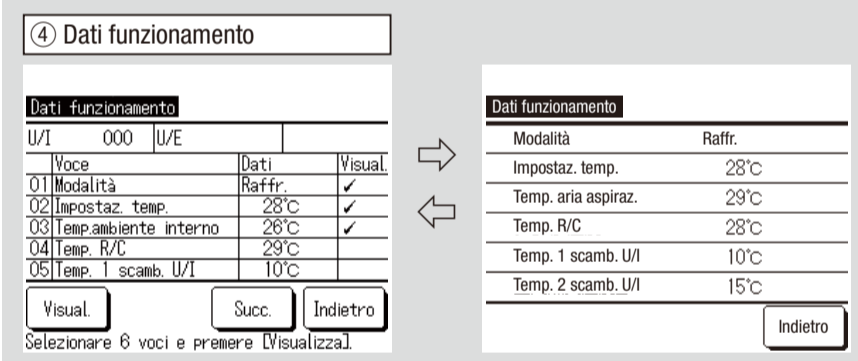 ④ Dati funzionamento
Dati funzionamento
U/I 000 U/E
Voce Dati Visual.
01 Modalità Raffr. ✓
02 Impostaz. temp. 28°C ✓
03 Temp.ambiente interno 26°C ✓
04 Temp. R/C 29°C
05 Temp. 1 scamb. U/I 10°C
Visual. Succ. Indietro
Selezionare 6 voci e premere [Visualizza].
Dati funzionamento
Modalità Raffr.
Impostaz. temp. 28°C
Temp. aria aspiraz. 29°C
Temp. R/C 28°C
Temp. 1 scamb. U/I 10°C
Temp. 2 scamb. U/I 15°C
Indietro